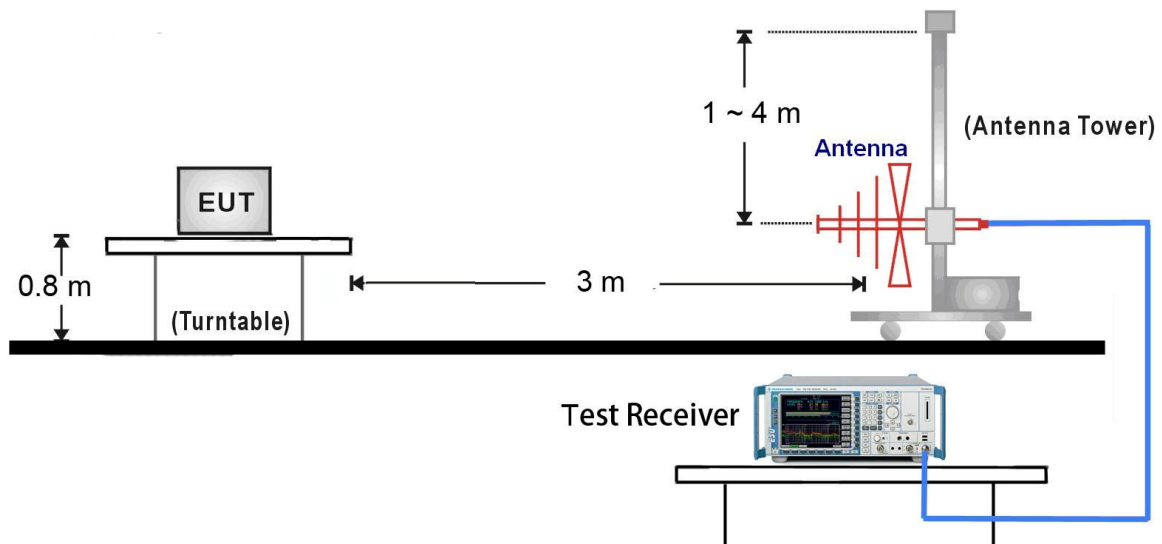 1 ~ 4 m
(Antenna Tower)
Antenna
EUT
0.8 m
3 m
(Turntable)
Test Receiver